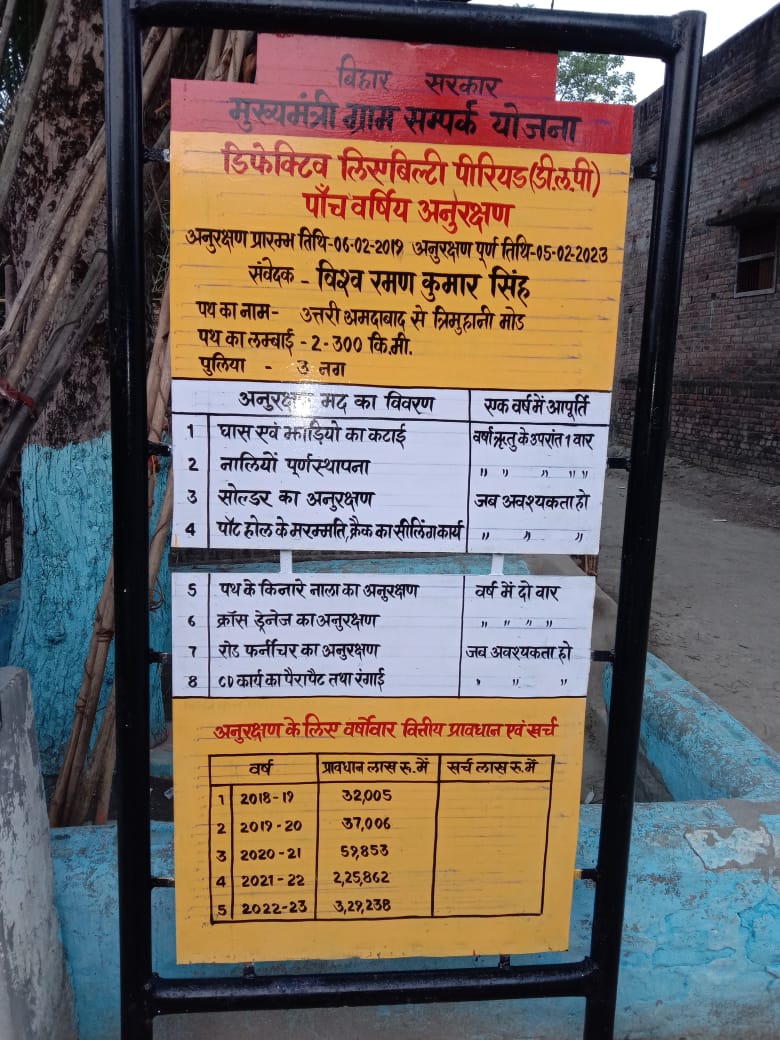 बिहार सरकार
मुख्यमंत्री ग्राम सम्पर्क योजना
डिफेक्टिव लिएबिल्टी पीरियड(डी.ल.पी)
पाँच वर्षिय अनुरक्षण
अनुरक्षण प्रारम्भ तिथि-06-02-2019 अनुरक्षण पूर्ण तिथि-05-02-2023
संवेदक - विश्व रमण कुमार सिंह
पथ का नाम- उत्तरी अमदाबाद से त्रिमुहानी मोड
पथ का लम्बाई - 2-300 कि.मी.
पुलिया - 3 नग
अनुरक्षण मद का विवरण एक वर्ष में आपूर्ति
1 घास एवं झाड़ियो का कटाई वर्षा ऋतु के उपरांत 1 वार
2 नालियों पूर्णस्थापना " " " " "
3 सोल्डर का अनुरक्षण जब अवश्यकता हो
4 पॉट होल के मरम्मति, क्रैक का सीलिंग कार्य " " "
5 पथ के किनारे नाला का अनुरक्षण वर्ष में दो वार
6 क्रॉस ड्रेनेज का अनुरक्षण " " " "
7 रोड फर्नीचर का अनुरक्षण जब अवश्यकता हो
8 CD कार्य का पैरापैट तथा रंगाई " " "
अनुरक्षण के लिए वर्षोवार वित्तीय प्रावधान एवं खर्च
वर्ष प्रावधान लाख रु. में खर्च लाख रु. में
1 2018-19 32,005
2 2019-20 37,006
3 2020-21 59,853
4 2021-22 2,25,862
5 2022-23 3,29,238